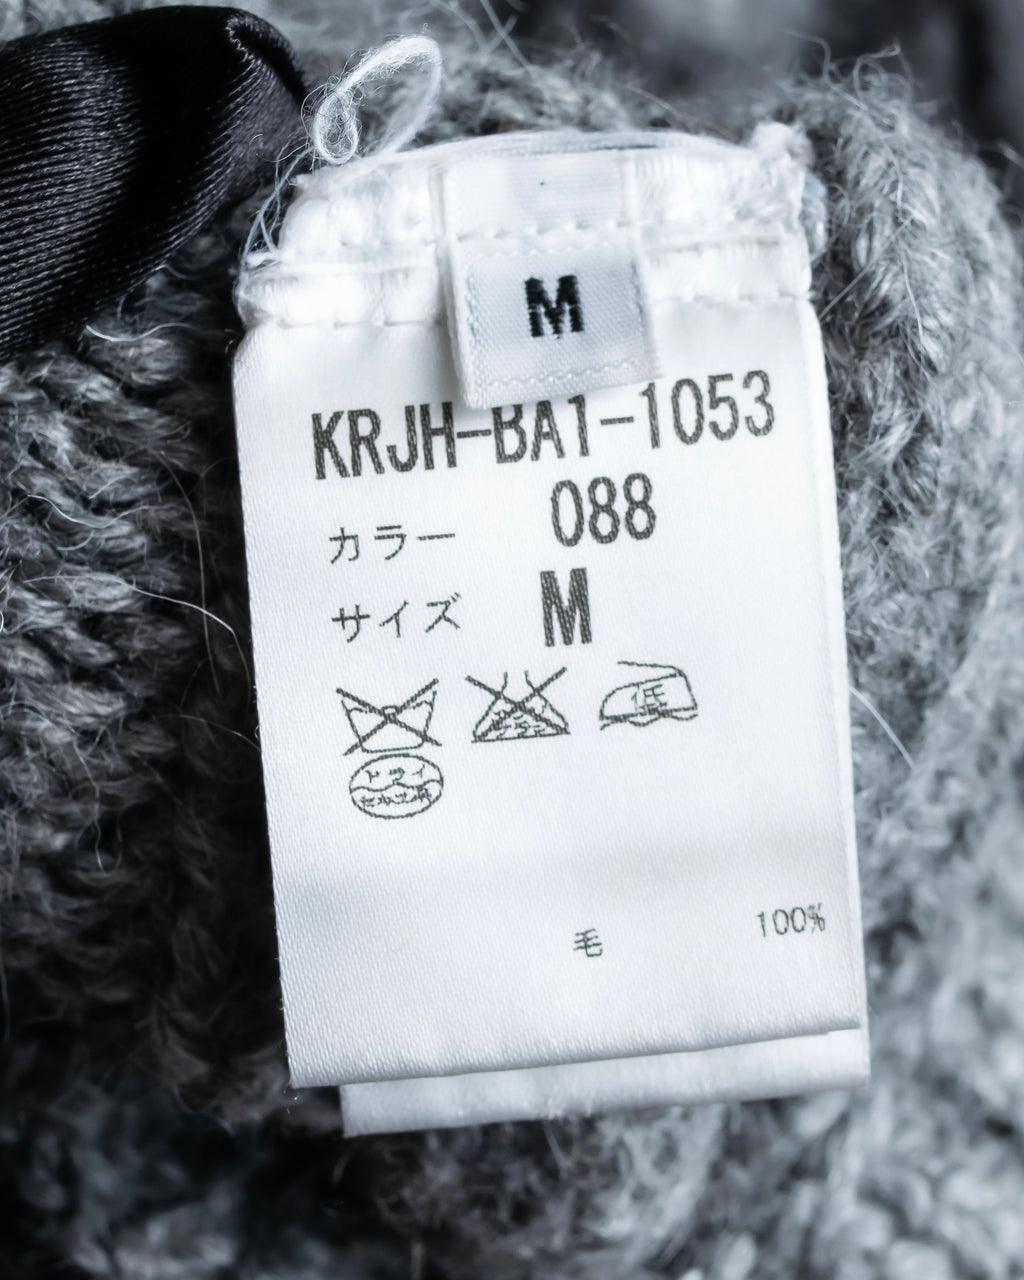 M
KRJH-BA1-1053
カラー 088
サイズ M
低
ドライ
毛 100%